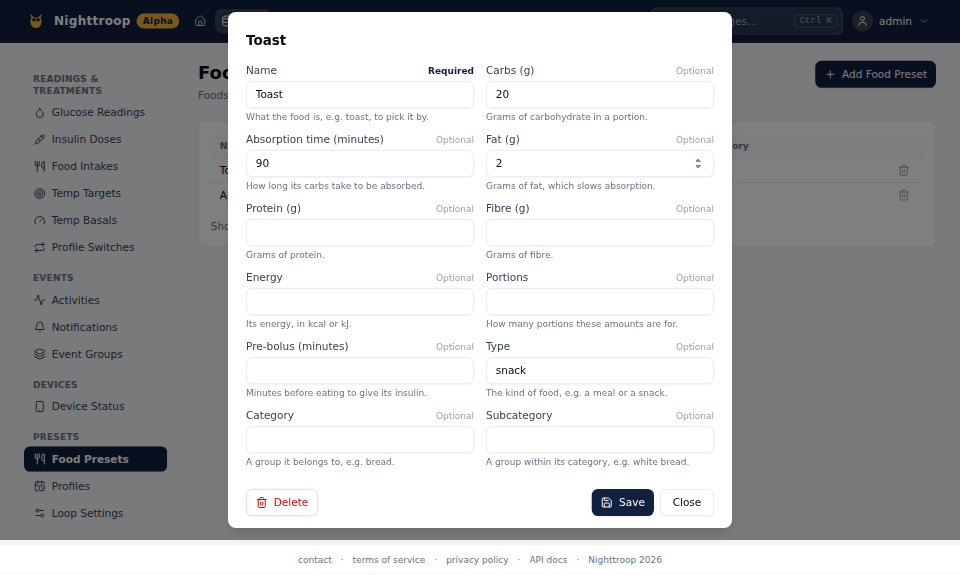 Nighttroop Alpha
Ctrl K
admin
READINGS &
TREATMENTS
Glucose Readings
Insulin Doses
Food Intakes
Temp Targets
Temp Basals
Profile Switches
EVENTS
Activities
Notifications
Event Groups
DEVICES
Device Status
PRESETS
Food Presets
Profiles
Loop Settings
Add Food Preset
Foods
Toast
Name Required
Toast
What the food is, e.g. toast, to pick it by.
Carbs (g) Optional
20
Grams of carbohydrate in a portion.
Absorption time (minutes) Optional
90
How long its carbs take to be absorbed.
Fat (g) Optional
2
Grams of fat, which slows absorption.
Protein (g) Optional
Grams of protein.
Fibre (g) Optional
Grams of fibre.
Energy Optional
Its energy, in kcal or kJ.
Portions Optional
How many portions these amounts are for.
Pre-bolus (minutes) Optional
Minutes before eating to give its insulin.
Type Optional
snack
The kind of food, e.g. a meal or a snack.
Category Optional
A group it belongs to, e.g. bread.
Subcategory Optional
A group within its category, e.g. white bread.
Delete
Save
Close
contact · terms of service · privacy policy · API docs · Nighttroop 2026